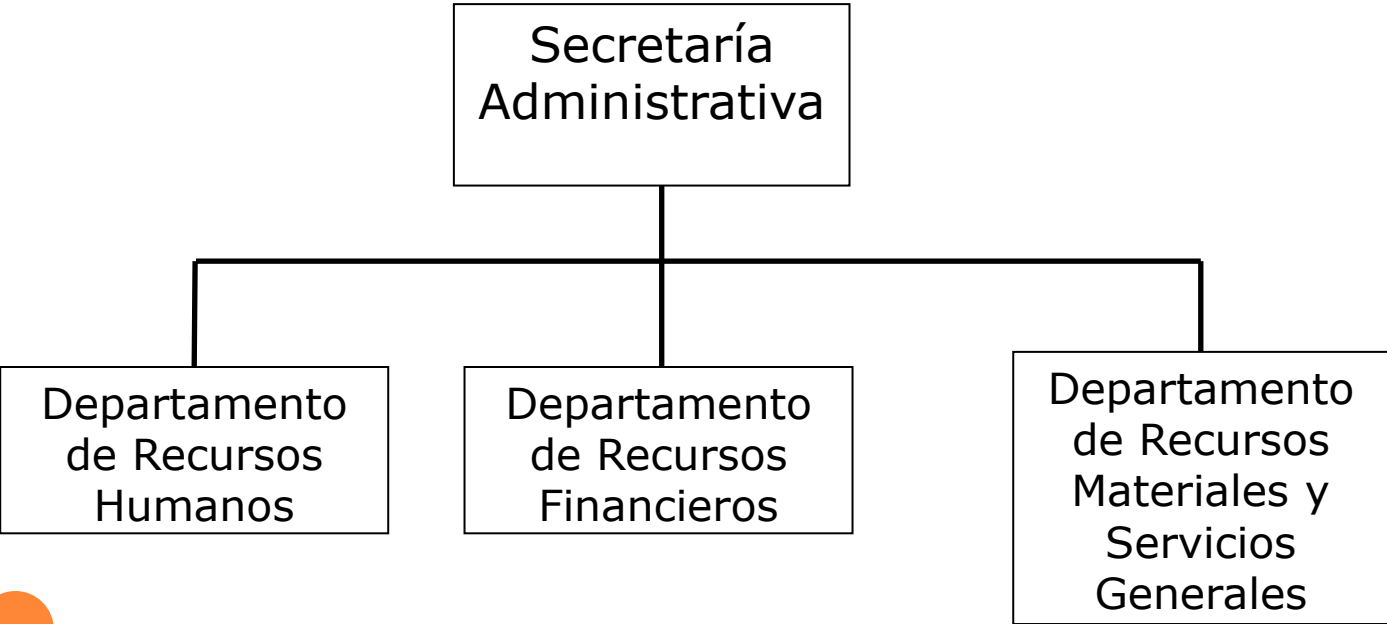 Secretaría
Administrativa
Departamento
de Recursos
Humanos
Departamento
de Recursos
Financieros
Departamento
de Recursos
Materiales y
Servicios
Generales